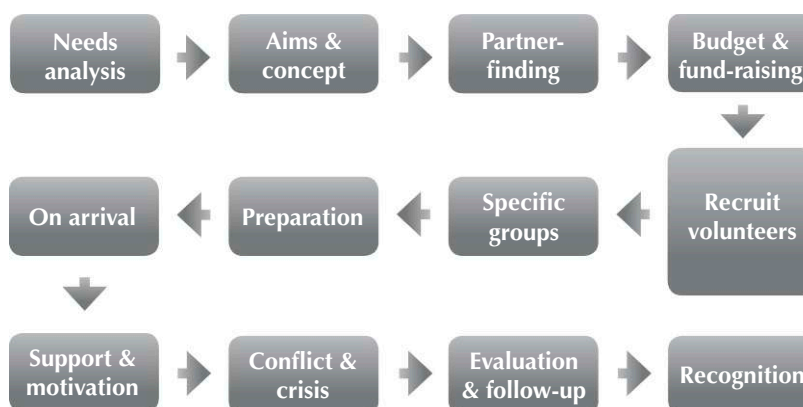 Needs
analysis
Aims &
concept
Partner-
finding
Budget &
fund-raising
Recruit
volunteers
Specific
groups
Preparation
On arrival
Support &
motivation
Conflict &
crisis
Evaluation
& follow-up
Recognition